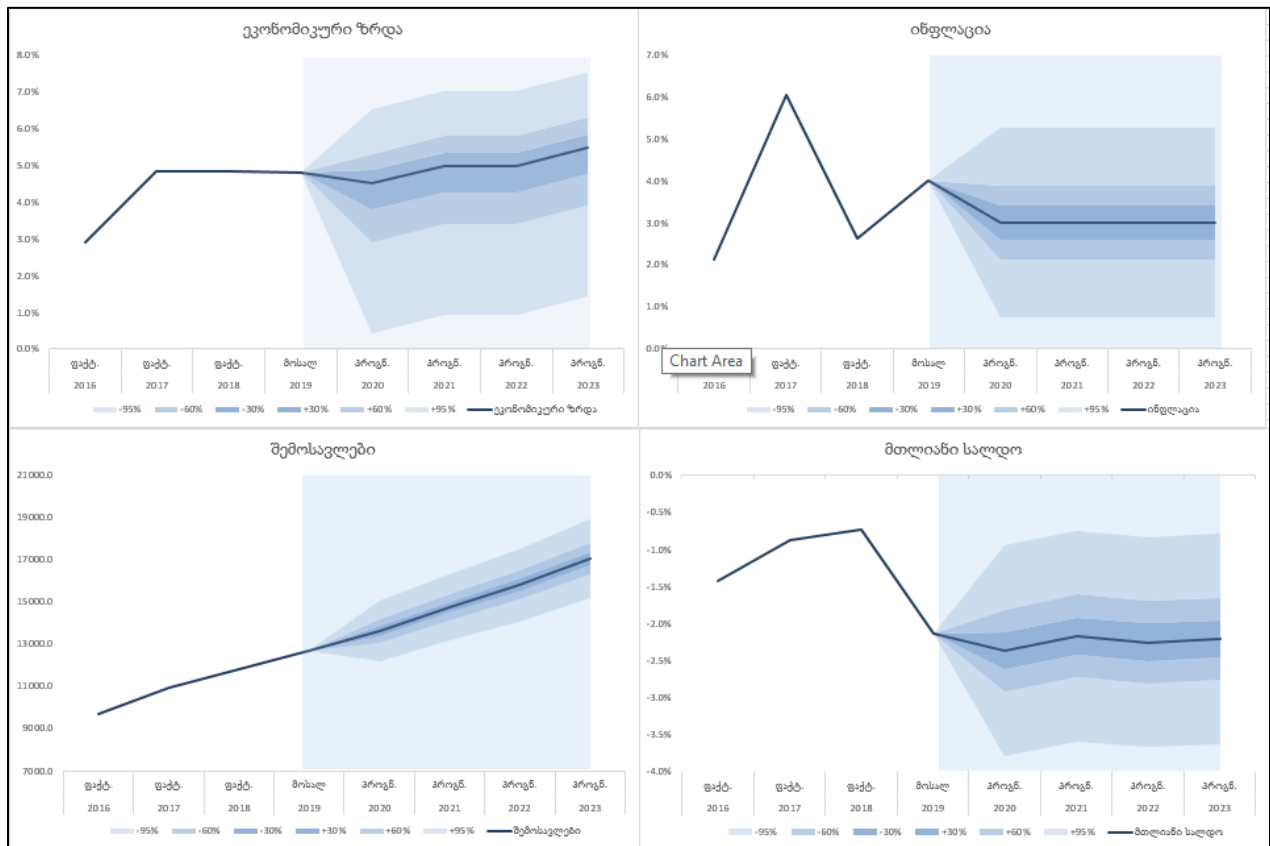 ეკონომიკური ზრდა
8.0%
7.0%
6.0%
5.0%
4.0%
3.0%
2.0%
1.0%
0.0%
ფაქტ. ფაქტ. ფაქტ. მოსალ პროგნ. პროგნ. პროგნ. პროგნ.
2016 2017 2018 2019 2020 2021 2022 2023
-95% -60% -30% +30% +60% +95% ეკონომიკური ზრდა
ინფლაცია
7.0%
6.0%
5.0%
4.0%
3.0%
2.0%
1.0%
0.0%
Chart Area
ფაქტ. ფაქტ. მოსალ პროგნ. პროგნ. პროგნ. პროგნ.
2016 2017 2018 2019 2020 2021 2022 2023
-95% -60% -30% +30% +60% +95% ინფლაცია
შემოსავლები
21000.0
19000.0
17000.0
15000.0
13000.0
11000.0
9000.0
7000.0
ფაქტ. ფაქტ. ფაქტ. მოსალ პროგნ. პროგნ. პროგნ. პროგნ.
2016 2017 2018 2019 2020 2021 2022 2023
-95% -60% -30% +30% +60% +95% შემოსავლები
მთლიანი სალდო
0.0%
-0.5%
-1.0%
-1.5%
-2.0%
-2.5%
-3.0%
-3.5%
-4.0%
ფაქტ. ფაქტ. ფაქტ. მოსალ პროგნ. პროგნ. პროგნ. პროგნ.
2016 2017 2018 2019 2020 2021 2022 2023
-95% -60% -30% +30% +60% +95% მთლიანი სალდო